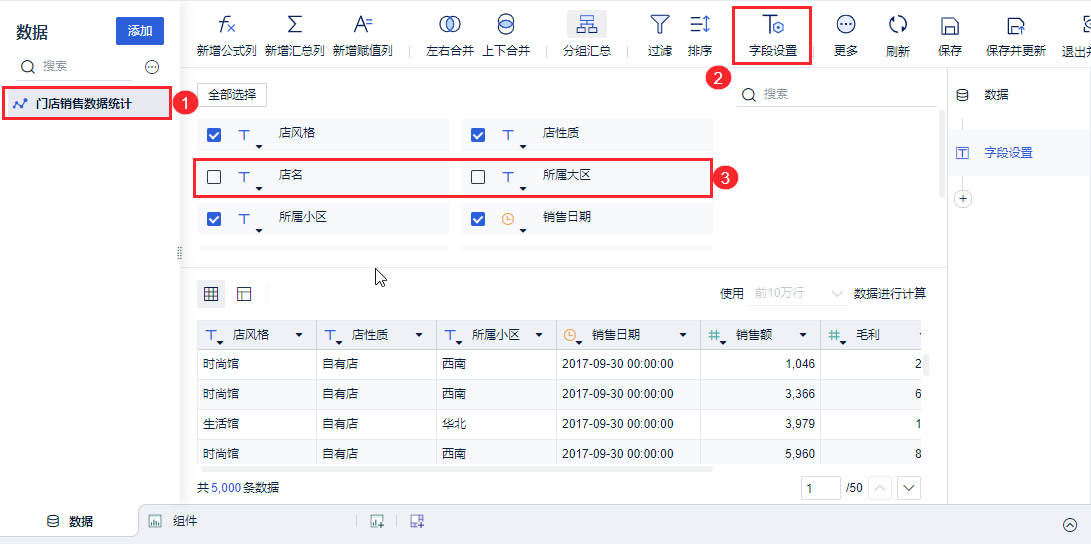 数据
添加
搜索
门店销售数据统计
1
新增公式列 新增汇总列 新增赋值列 左右合并 上下合并 分组汇总 过滤 排序 字段设置 更多 刷新 保存 保存并更新
2
全部选择
搜索
店风格 店性质
店名 所属大区
3
所属小区 销售日期
数据
字段设置
使用 前10万行 数据进行计算
店风格 店性质 所属小区 销售日期 销售额 毛利
时尚馆 自有店 西南 2017-09-30 00:00:00 1,046 2
时尚馆 自有店 西南 2017-09-30 00:00:00 3,366 6
生活馆 自有店 华北 2017-09-30 00:00:00 3,979 1
时尚馆 自有店 西南 2017-09-30 00:00:00 5,960 8
共 5,000 条数据
1 /50
数据 组件